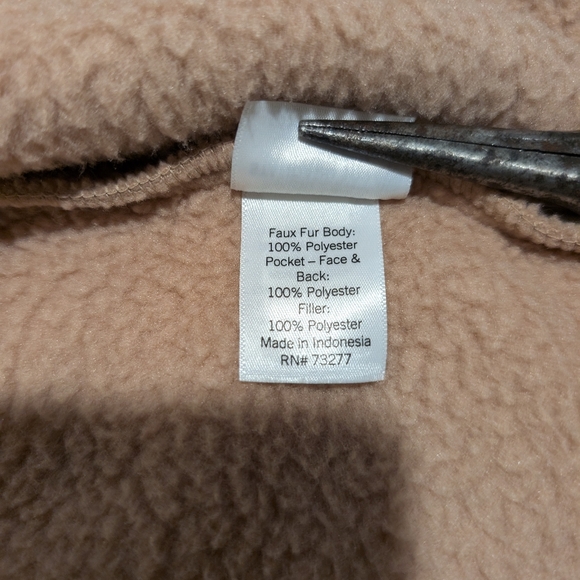 Faux Fur Body:
100% Polyester
Pocket – Face &
Back:
100% Polyester
Filler:
100% Polyester
Made in Indonesia
RN# 73277